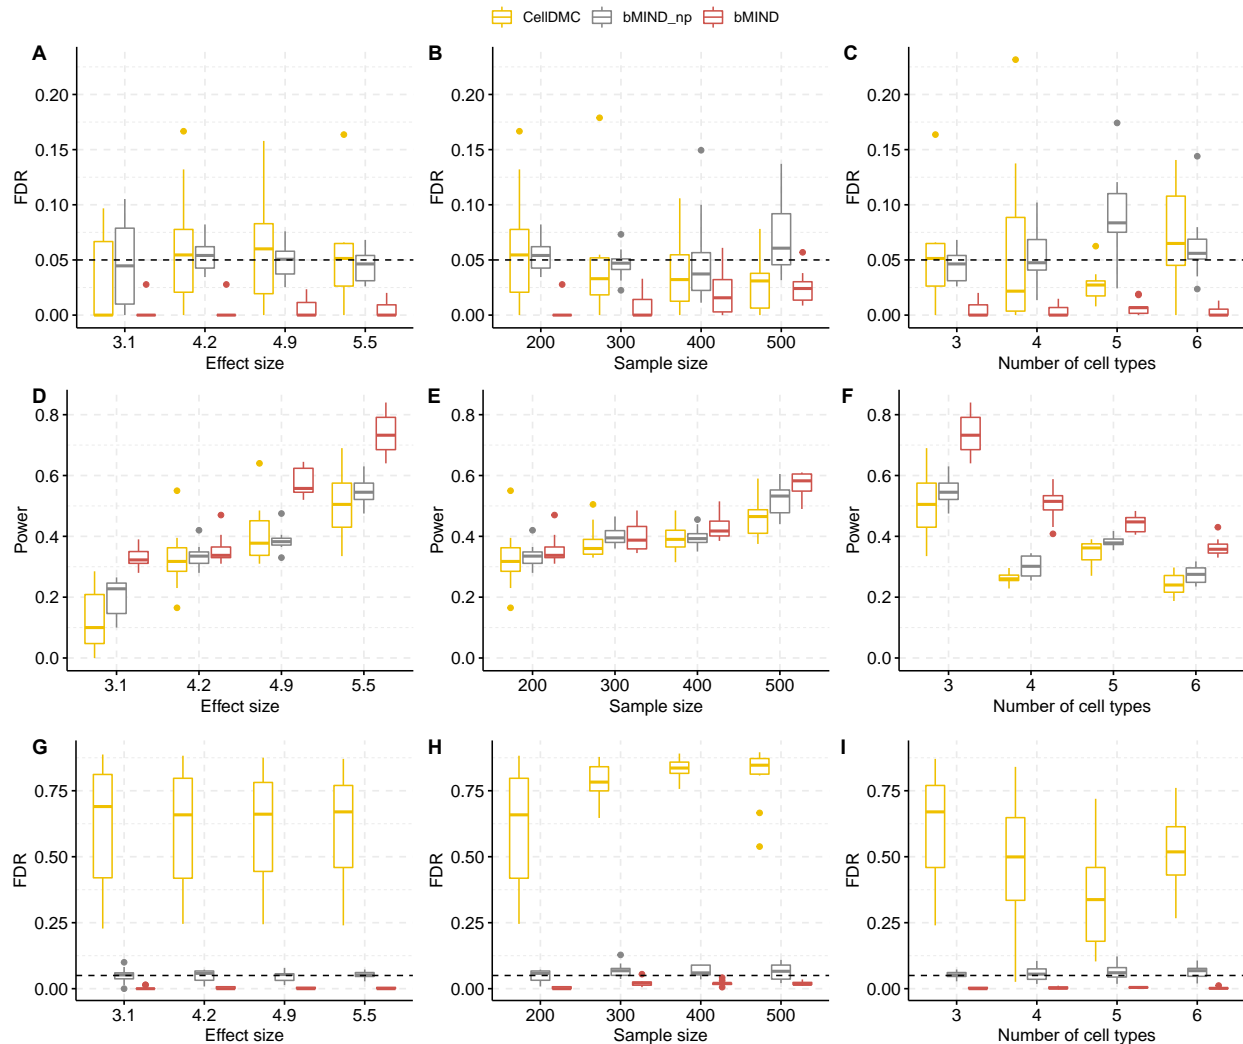 CellDMC bMIND_np bMIND
A
0.20
0.15
0.10
0.05
0.00
FDR
3.1 4.2 4.9 5.5
Effect size
B
0.20
0.15
0.10
0.05
0.00
FDR
200 300 400 500
Sample size
C
0.20
0.15
0.10
0.05
0.00
FDR
3 4 5 6
Number of cell types
D
0.8
0.6
0.4
0.2
0.0
Power
3.1 4.2 4.9 5.5
Effect size
E
0.8
0.6
0.4
0.2
0.0
Power
200 300 400 500
Sample size
F
0.8
0.6
0.4
0.2
0.0
Power
3 4 5 6
Number of cell types
G
0.75
0.50
0.25
0.00
FDR
3.1 4.2 4.9 5.5
Effect size
H
0.75
0.50
0.25
0.00
FDR
200 300 400 500
Sample size
I
0.75
0.50
0.25
0.00
FDR
3 4 5 6
Number of cell types